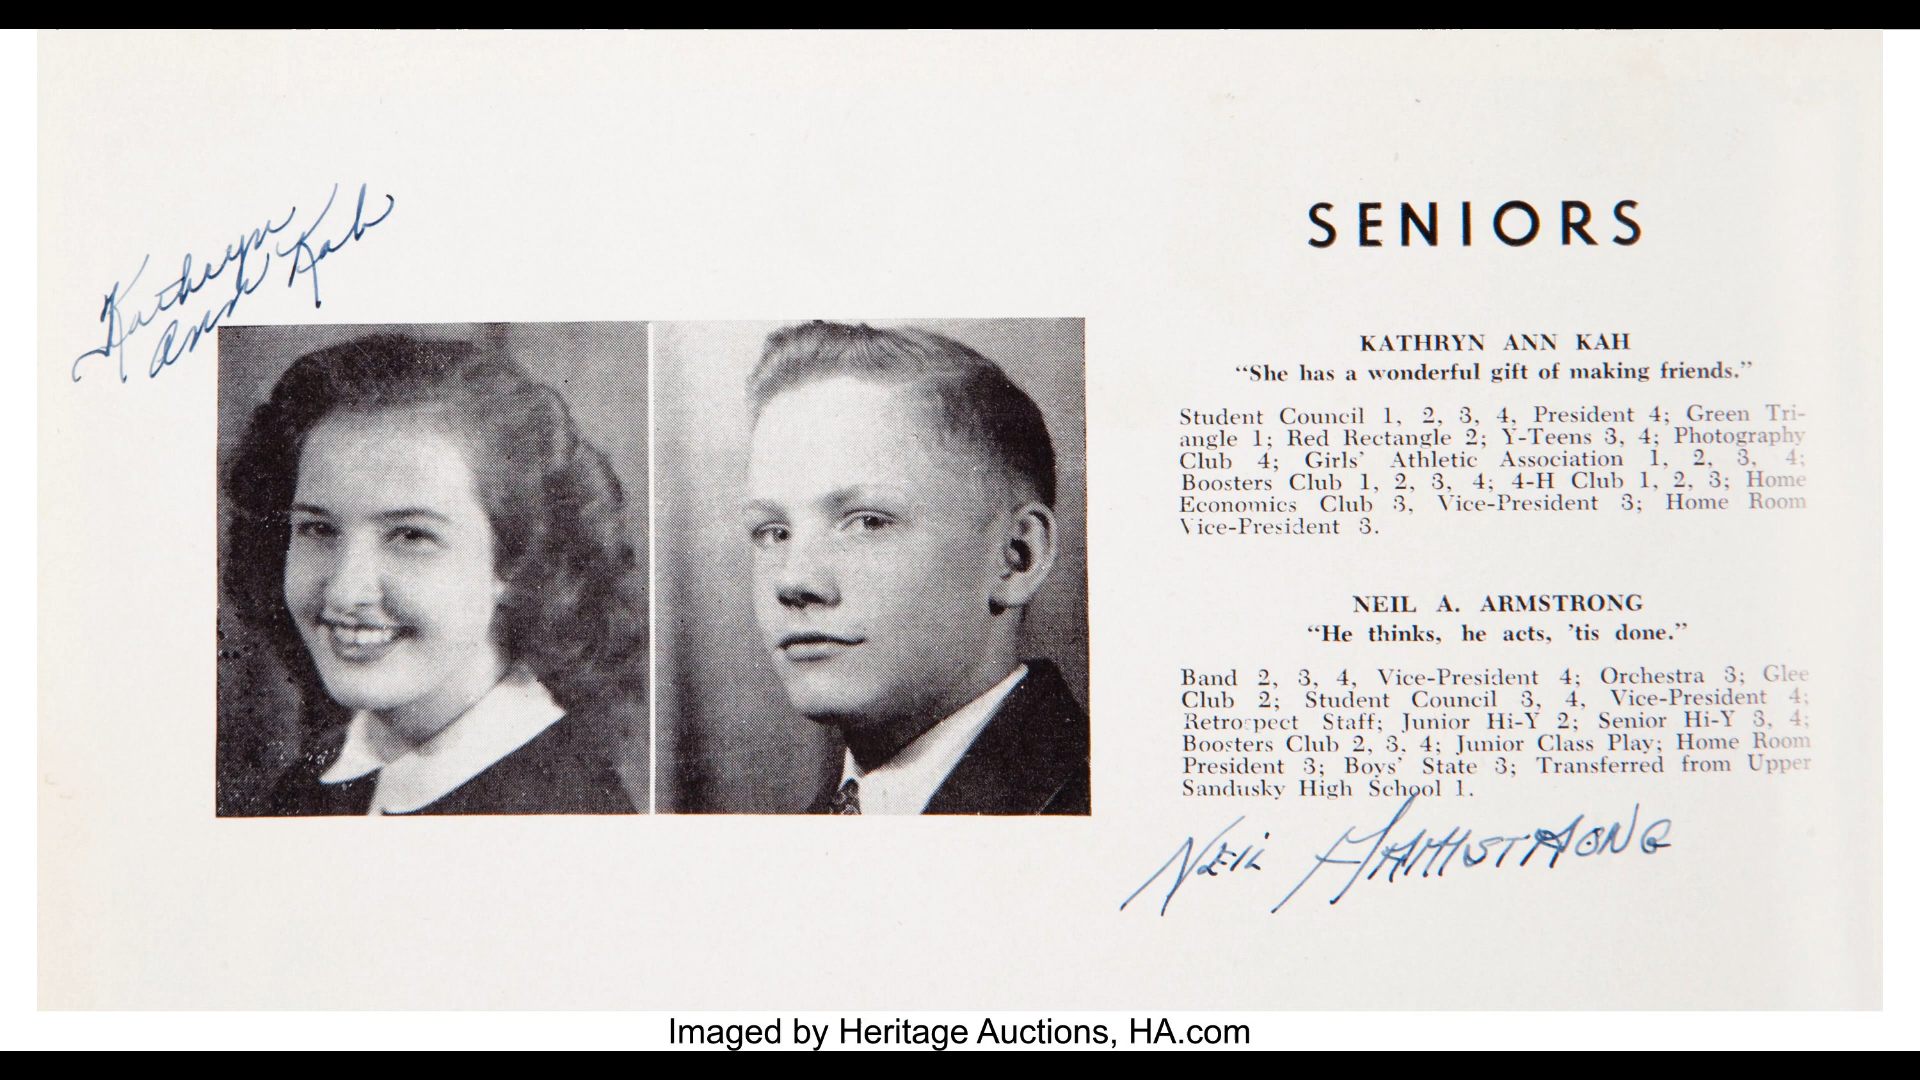 Kathryn
Ann Kah
SENIORS
KATHRYN ANN KAH
“She has a wonderful gift of making friends.”
Student Council 1, 2, 3, 4, President 4; Green Tri-
angle 1; Red Rectangle 2; Y-Teens 3, 4; Photography
Club 4; Girls’ Athletic Association 1, 2, 3, 4;
Boosters Club 1, 2, 3, 4; 4-H Club 1, 2, 3; Home
Economics Club 3, Vice-President 3; Home Room
Vice-President 3.
NEIL A. ARMSTRONG
“He thinks, he acts, ’tis done.”
Band 2, 3, 4, Vice-President 4; Orchestra 3; Glee
Club 2; Student Council 3, 4, Vice-President 4;
Retrospect Staff; Junior Hi-Y 2; Senior Hi-Y 3, 4;
Boosters Club 2, 3, 4; Junior Class Play; Home Room
President 3; Boys’ State 3; Transferred from Upper
Sandusky High School 1.
NEIL ARMSTRONG
Imaged by Heritage Auctions, HA.com